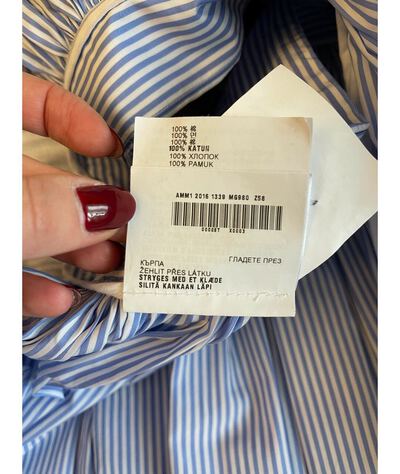 100% 棉
100% 면
100% 綿
100% KATUN
100% ХЛОПОК
100% PAMUK
AMM1 2016 1339 MG980 Z58
000087 X0003
КЪРПА ГЛАДЕТЕ ПРЕЗ
ŽEHLIT PŘES LÁTKU
STRYGES MED ET KLÆDE
SILITÄ KANKAAN LÄPI